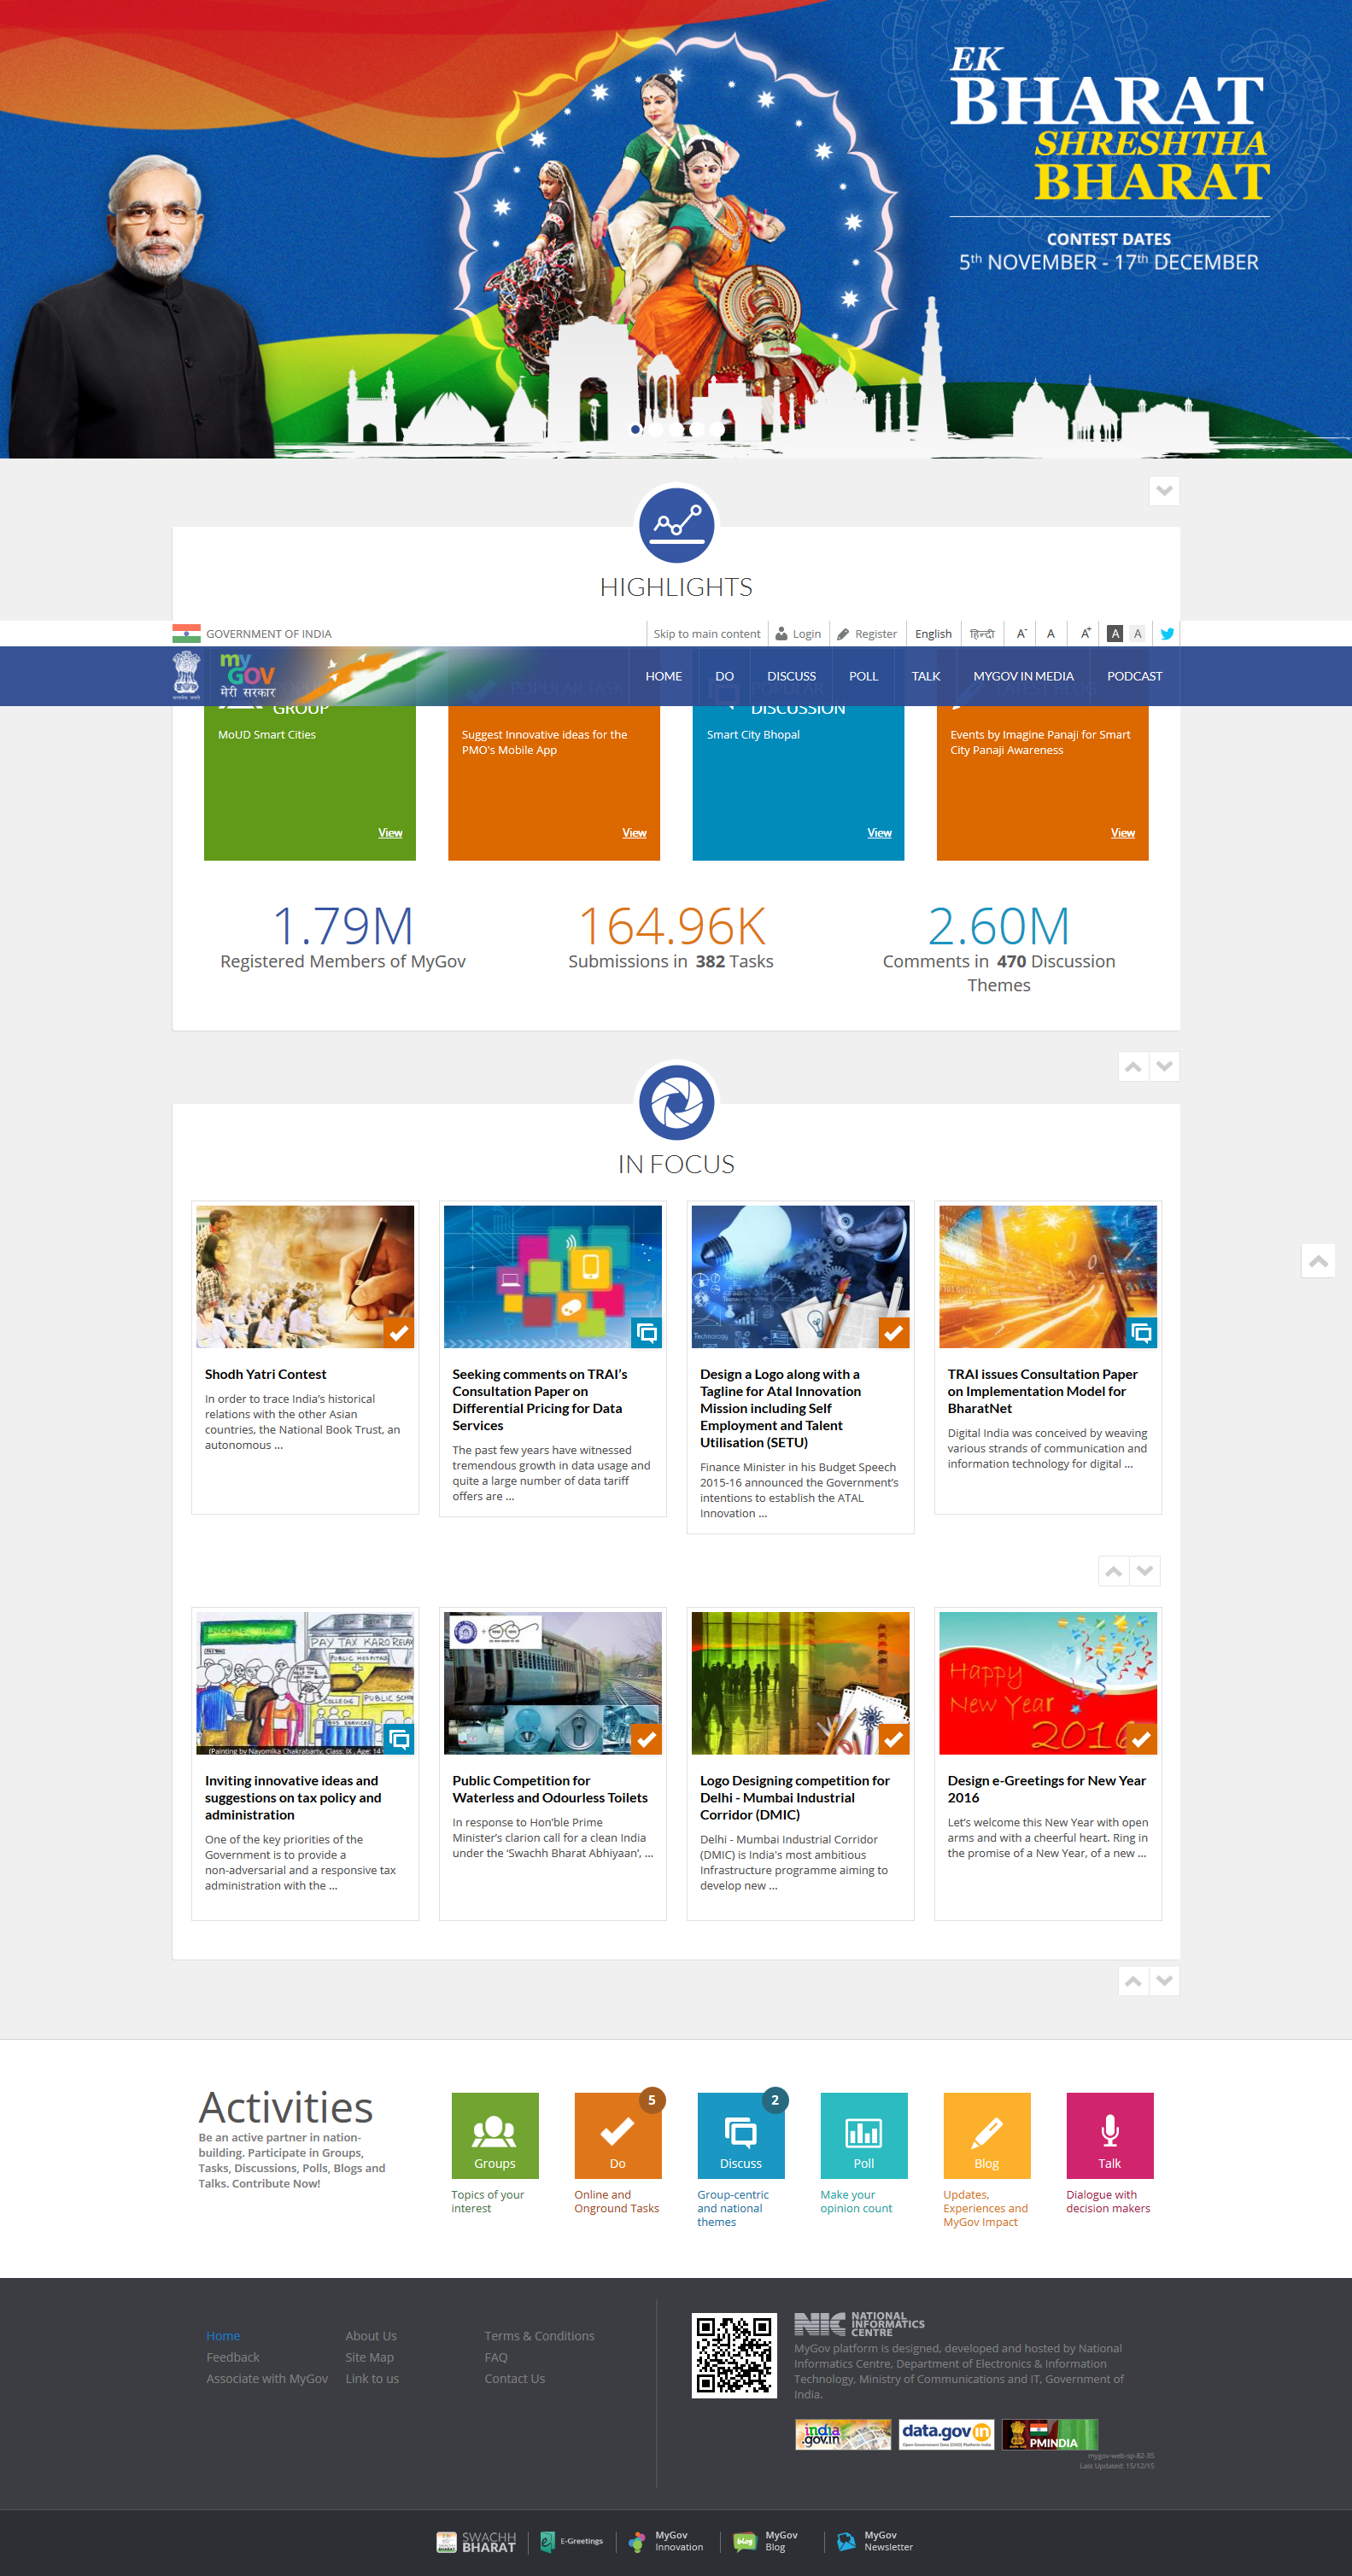 EK
BHARAT
SHRESHTHA
BHARAT
CONTEST DATES
5th NOVEMBER - 17th DECEMBER
HIGHLIGHTS
GOVERNMENT OF INDIA
Skip to main content
Login
Register
English
हिन्दी
A-
A
A+
A
A
my
GOV
मेरी सरकार
HOME
DO
DISCUSS
POLL
TALK
MYGOV IN MEDIA
PODCAST
POPULAR TASK
GROUP
DISCUSSION
MoUD Smart Cities
View
Suggest Innovative ideas for the
PMO's Mobile App
View
Smart City Bhopal
View
Events by Imagine Panaji for Smart
City Panaji Awareness
View
1.79M
Registered Members of MyGov
164.96K
Submissions in 382 Tasks
2.60M
Comments in 470 Discussion
Themes
IN FOCUS
Shodh Yatri Contest
In order to trace India's historical
relations with the other Asian
countries, the National Book Trust, an
autonomous ...
Seeking comments on TRAI's
Consultation Paper on
Differential Pricing for Data
Services
The past few years have witnessed
tremendous growth in data usage and
quite a large number of data tariff
offers are ...
Technology
Design a Logo along with a
Tagline for Atal Innovation
Mission including Self
Employment and Talent
Utilisation (SETU)
Finance Minister in his Budget Speech
2015-16 announced the Government's
intentions to establish the ATAL
Innovation ...
TRAI issues Consultation Paper
on Implementation Model for
BharatNet
Digital India was conceived by weaving
various strands of communication and
information technology for digital ...
INCOME TAX
PAY TAX KARO RELAX
PUBLIC HOSPITAL
COLLEGE
PUBLIC SCHO
BUS SERVICES
(Painting by Nayomika Chakrabarty, Class: IX , Age: 14
Inviting innovative ideas and
suggestions on tax policy and
administration
One of the key priorities of the
Government is to provide a
non-adversarial and a responsive tax
administration with the ...
Public Competition for
Waterless and Odourless Toilets
In response to Hon'ble Prime
Minister's clarion call for a clean India
under the 'Swachh Bharat Abhiyaan', ...
Logo Designing competition for
Delhi - Mumbai Industrial
Corridor (DMIC)
Delhi - Mumbai Industrial Corridor
(DMIC) is India's most ambitious
Infrastructure programme aiming to
develop new ...
Happy
New Year
2016
Design e-Greetings for New Year
2016
Let's welcome this New Year with open
arms and with a cheerful heart. Ring in
the promise of a New Year, of a new ...
Activities
Be an active partner in nation-
building. Participate in Groups,
Tasks, Discussions, Polls, Blogs and
Talks. Contribute Now!
Groups
Topics of your
interest
5
Do
Online and
Onground Tasks
2
Discuss
Group-centric
and national
themes
Poll
Make your
opinion count
Blog
Updates,
Experiences and
MyGov Impact
Talk
Dialogue with
decision makers
Home
About Us
Terms & Conditions
Feedback
Site Map
FAQ
Associate with MyGov
Link to us
Contact Us
NIC NATIONAL
INFORMATICS
CENTRE
MyGov platform is designed, developed and hosted by National
Informatics Centre, Department of Electronics & Information
Technology, Ministry of Communications and IT, Government of
India.
india
.gov.in
data.gov in
Open Government Data (OGD) Platform India
PMINDIA
mygov-web-sp-82-35
Last Updated: 15/12/15
SWACHH
BHARAT
E-Greetings
MyGov
Innovation
blog
MyGov
Blog
MyGov
Newsletter